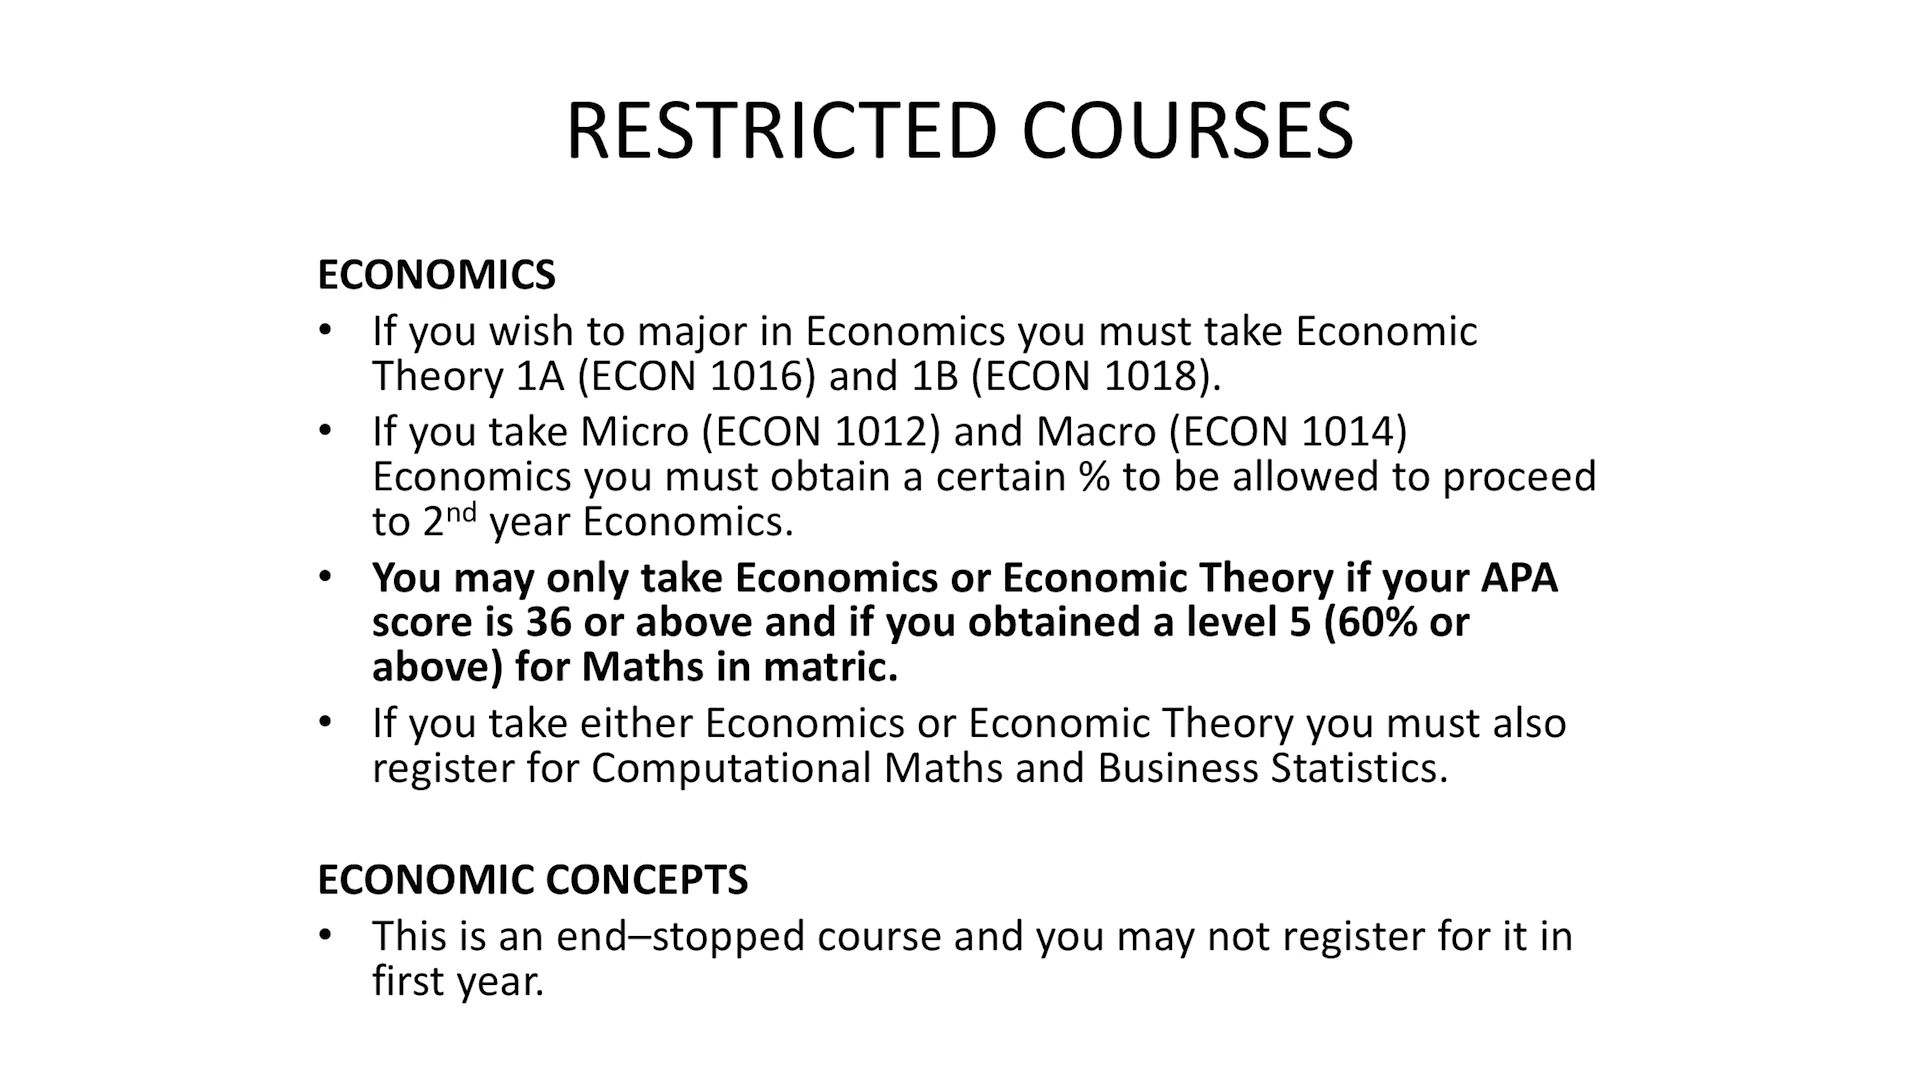 RESTRICTED COURSES
ECONOMICS
• If you wish to major in Economics you must take Economic
Theory 1A (ECON 1016) and 1B (ECON 1018).
• If you take Micro (ECON 1012) and Macro (ECON 1014)
Economics you must obtain a certain % to be allowed to proceed
to 2nd year Economics.
• You may only take Economics or Economic Theory if your APA
score is 36 or above and if you obtained a level 5 (60% or
above) for Maths in matric.
• If you take either Economics or Economic Theory you must also
register for Computational Maths and Business Statistics.
ECONOMIC CONCEPTS
• This is an end–stopped course and you may not register for it in
first year.